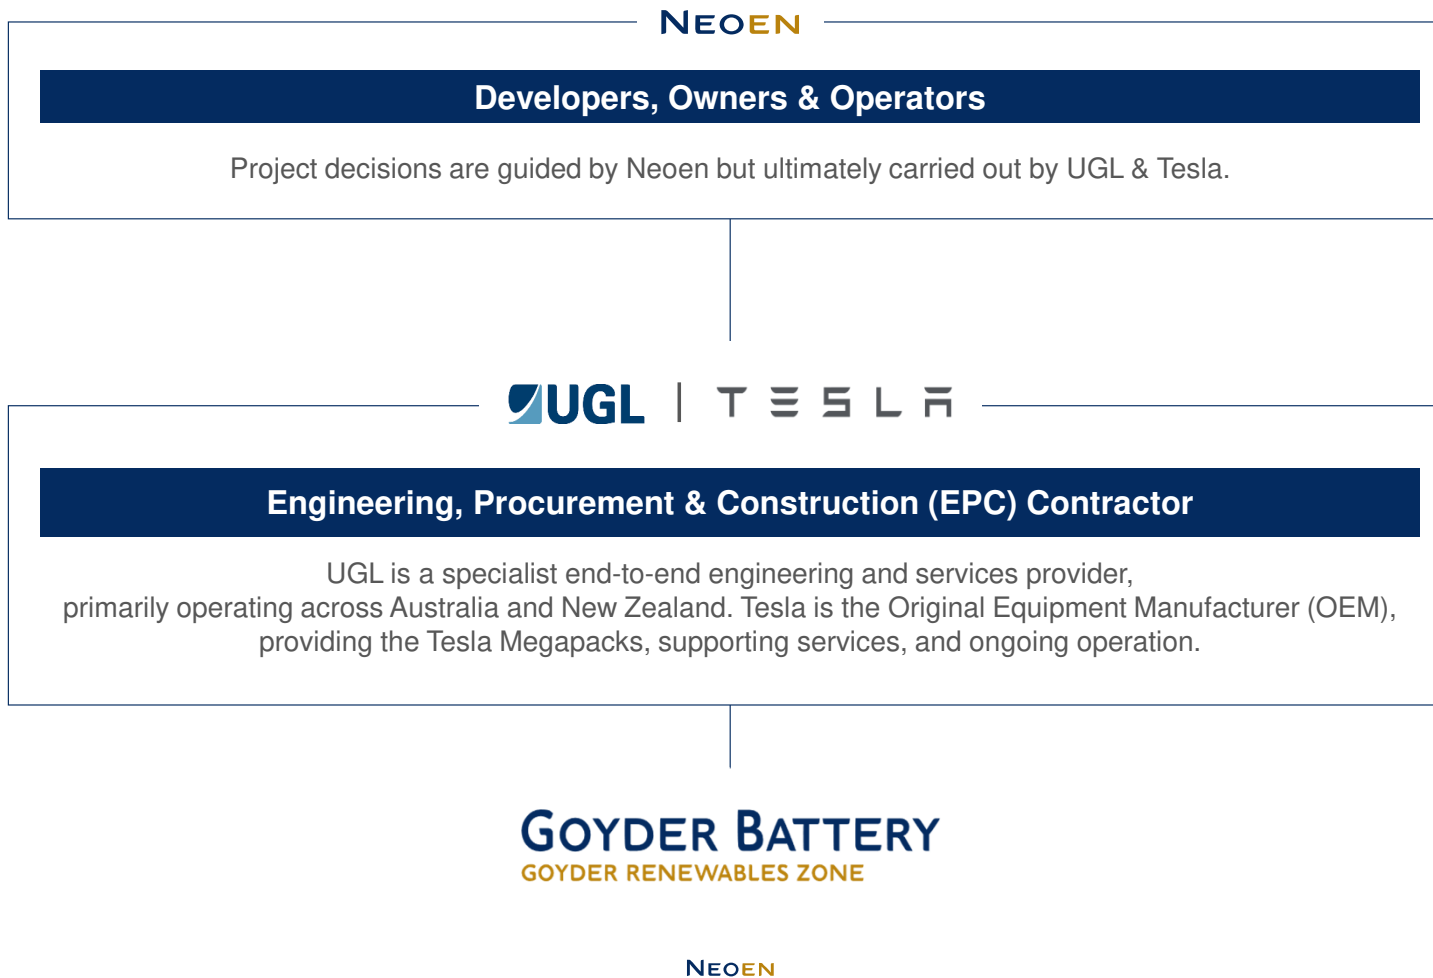 NEOEN
Developers, Owners & Operators
Project decisions are guided by Neoen but ultimately carried out by UGL & Tesla.
UGL | TESLA
Engineering, Procurement & Construction (EPC) Contractor
UGL is a specialist end-to-end engineering and services provider,
primarily operating across Australia and New Zealand. Tesla is the Original Equipment Manufacturer (OEM),
providing the Tesla Megapacks, supporting services, and ongoing operation.
GOYDER BATTERY
GOYDER RENEWABLES ZONE
NEOEN